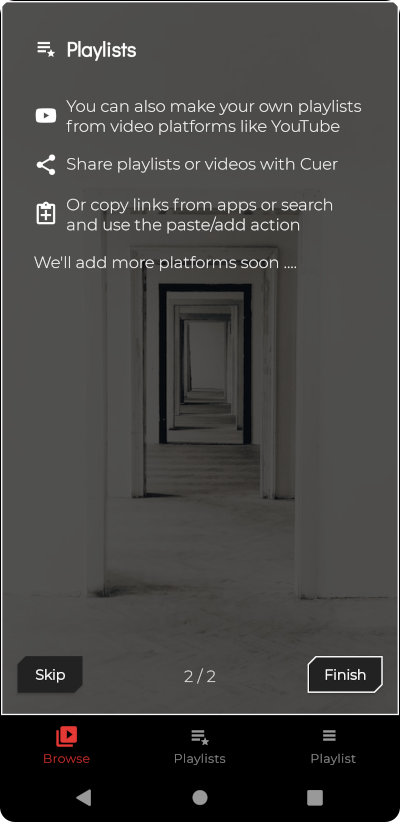 Playlists
You can also make your own playlists
from video platforms like YouTube
Share playlists or videos with Cuer
Or copy links from apps or search
and use the paste/add action
We'll add more platforms soon ....
Skip
2 / 2
Finish
Browse
Playlists
Playlist